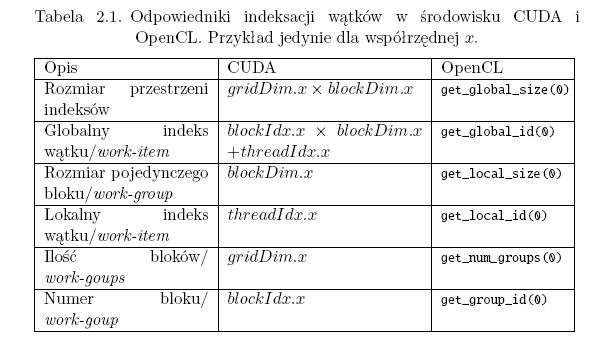 Tabela 2.1. Odpowiedniki indeksacji wątków w środowisku CUDA i
OpenCL. Przykład jedynie dla współrzędnej x.
Opis CUDA OpenCL
Rozmiar przestrzeni gridDim.x × blockDim.x get_global_size(0)
indeksów
Globalny indeks blockIdx.x × blockDim.x get_global_id(0)
wątku/work-item +threadIdx.x
Rozmiar pojedynczego blockDim.x get_local_size(0)
bloku/work-group
Lokalny indeks threadIdx.x get_local_id(0)
wątku/work-item
Ilość bloków/ gridDim.x get_num_groups(0)
work-goups
Numer bloku/ blockIdx.x get_group_id(0)
work-goup